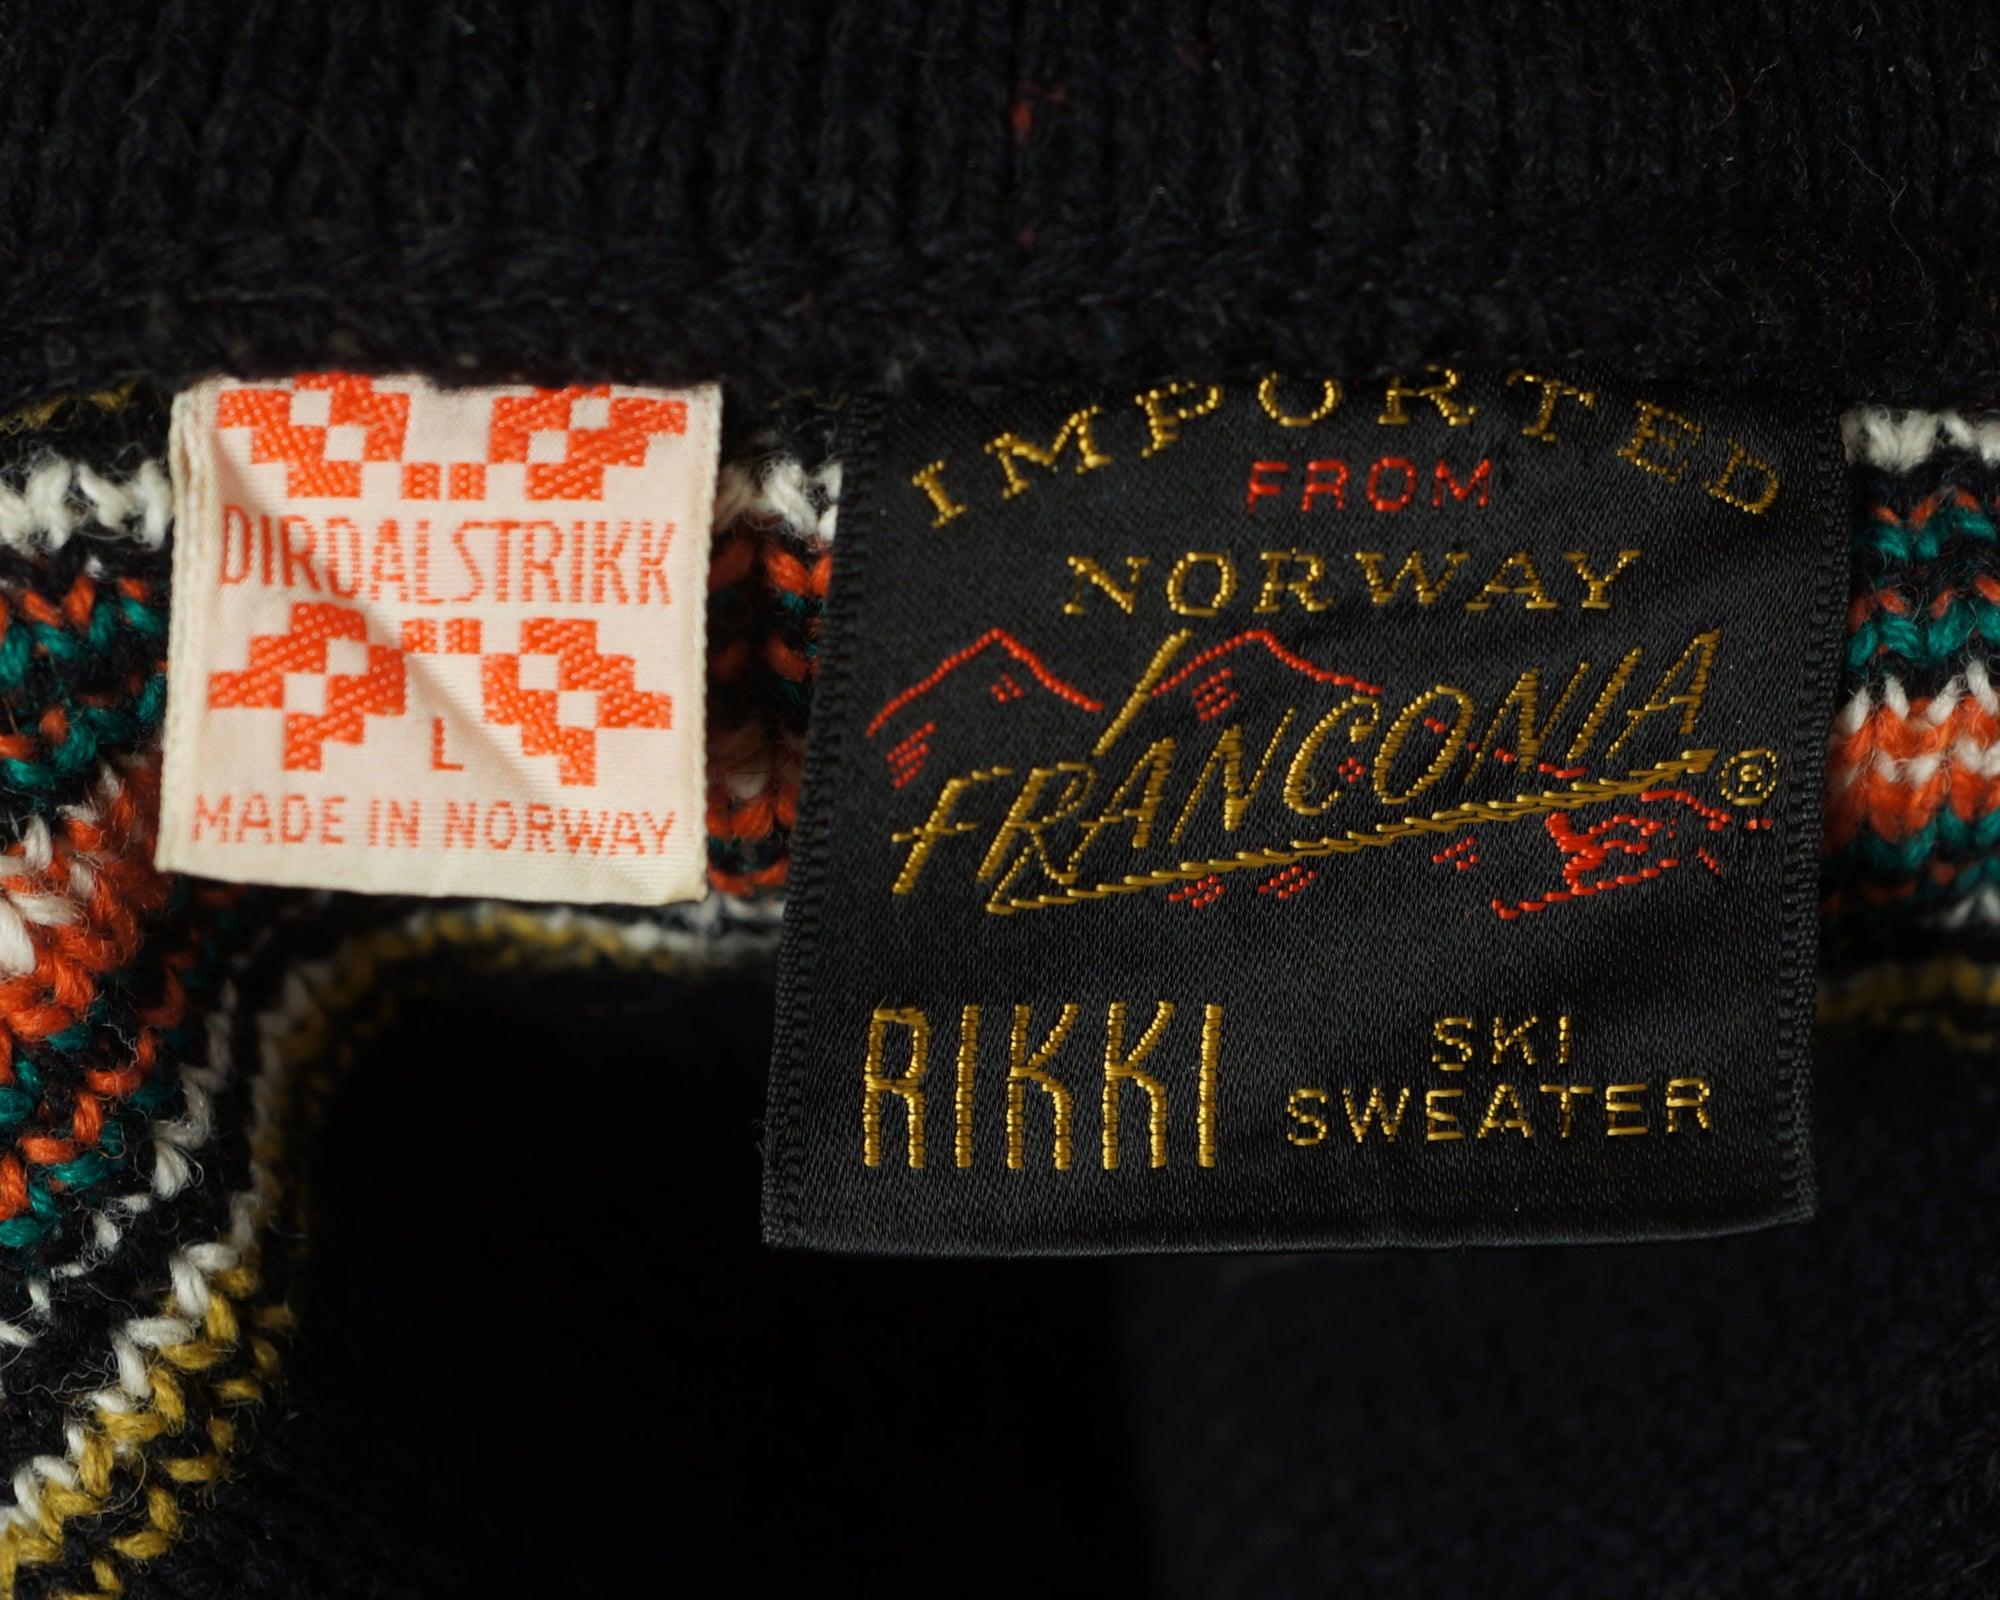 DIRDALSTRIKK
L
MADE IN NORWAY
IMPORTED
FROM
NORWAY
FRANCONIA ®
RIKKI
SKI
SWEATER